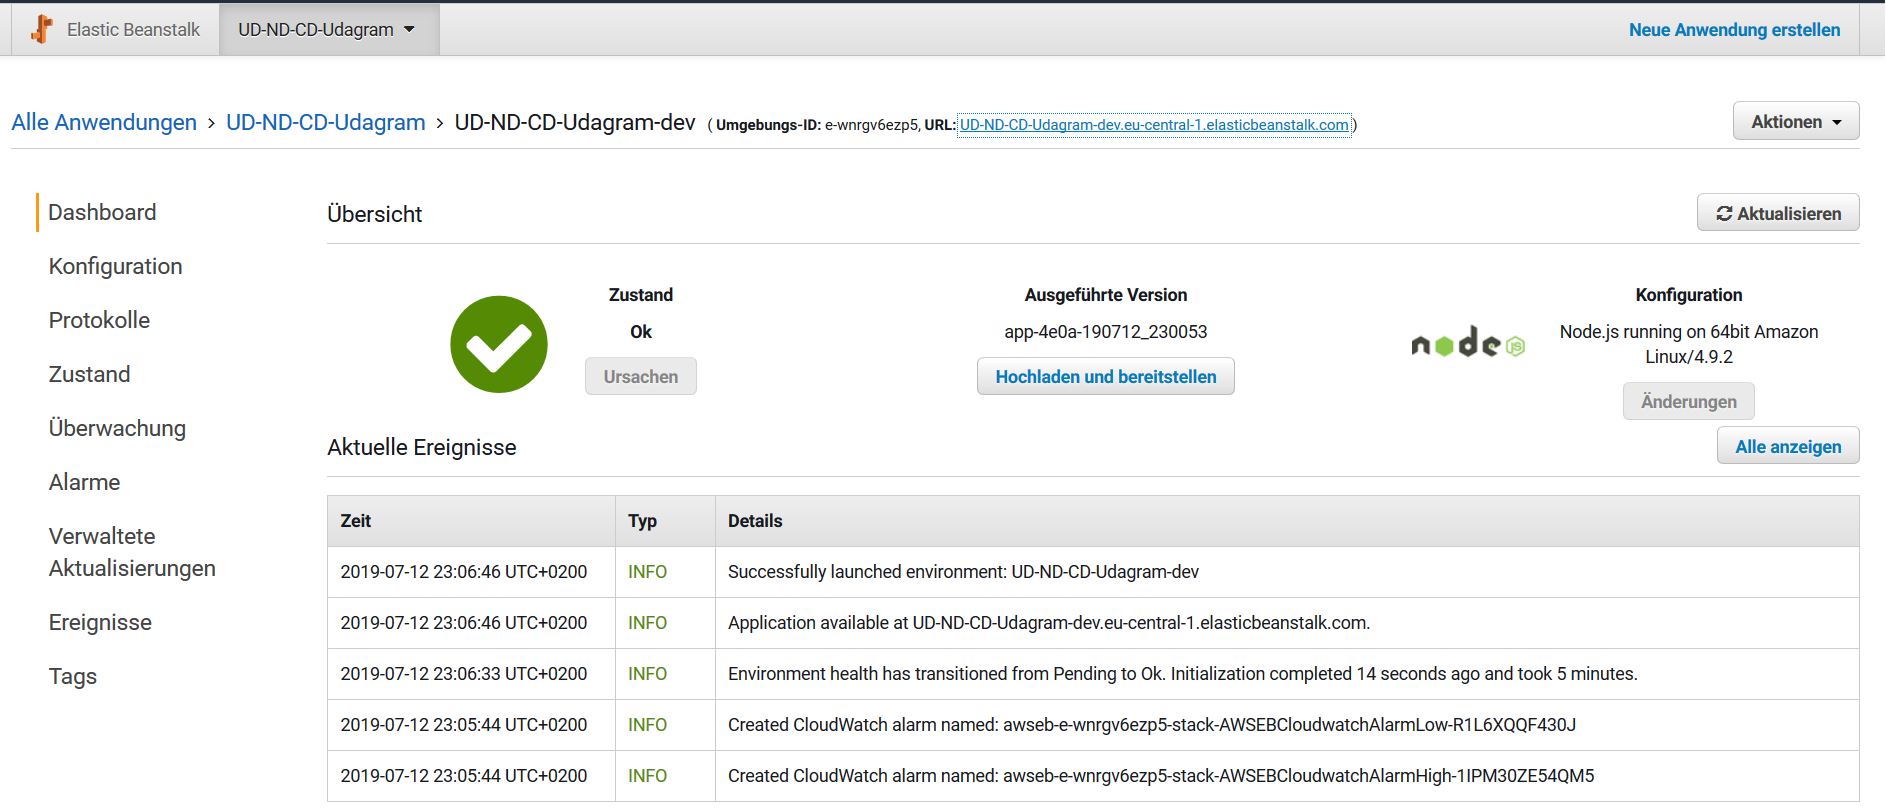 Elastic Beanstalk UD-ND-CD-Udagram Neue Anwendung erstellen
Alle Anwendungen › UD-ND-CD-Udagram › UD-ND-CD-Udagram-dev ( Umgebungs-ID: e-wnrgv6ezp5, URL: UD-ND-CD-Udagram-dev.eu-central-1.elasticbeanstalk.com ) Aktionen
Dashboard
Konfiguration
Protokolle
Zustand
Überwachung
Alarme
Verwaltete
Aktualisierungen
Ereignisse
Tags
Übersicht Aktualisieren
Zustand
Ok
Ursachen
Ausgeführte Version
app-4e0a-190712_230053
Hochladen und bereitstellen
node JS
Konfiguration
Node.js running on 64bit Amazon
Linux/4.9.2
Änderungen
Aktuelle Ereignisse Alle anzeigen
Zeit Typ Details
2019-07-12 23:06:46 UTC+0200 INFO Successfully launched environment: UD-ND-CD-Udagram-dev
2019-07-12 23:06:46 UTC+0200 INFO Application available at UD-ND-CD-Udagram-dev.eu-central-1.elasticbeanstalk.com.
2019-07-12 23:06:33 UTC+0200 INFO Environment health has transitioned from Pending to Ok. Initialization completed 14 seconds ago and took 5 minutes.
2019-07-12 23:05:44 UTC+0200 INFO Created CloudWatch alarm named: awseb-e-wnrgv6ezp5-stack-AWSEBCloudwatchAlarmLow-R1L6XQQF430J
2019-07-12 23:05:44 UTC+0200 INFO Created CloudWatch alarm named: awseb-e-wnrgv6ezp5-stack-AWSEBCloudwatchAlarmHigh-1IPM30ZE54QM5